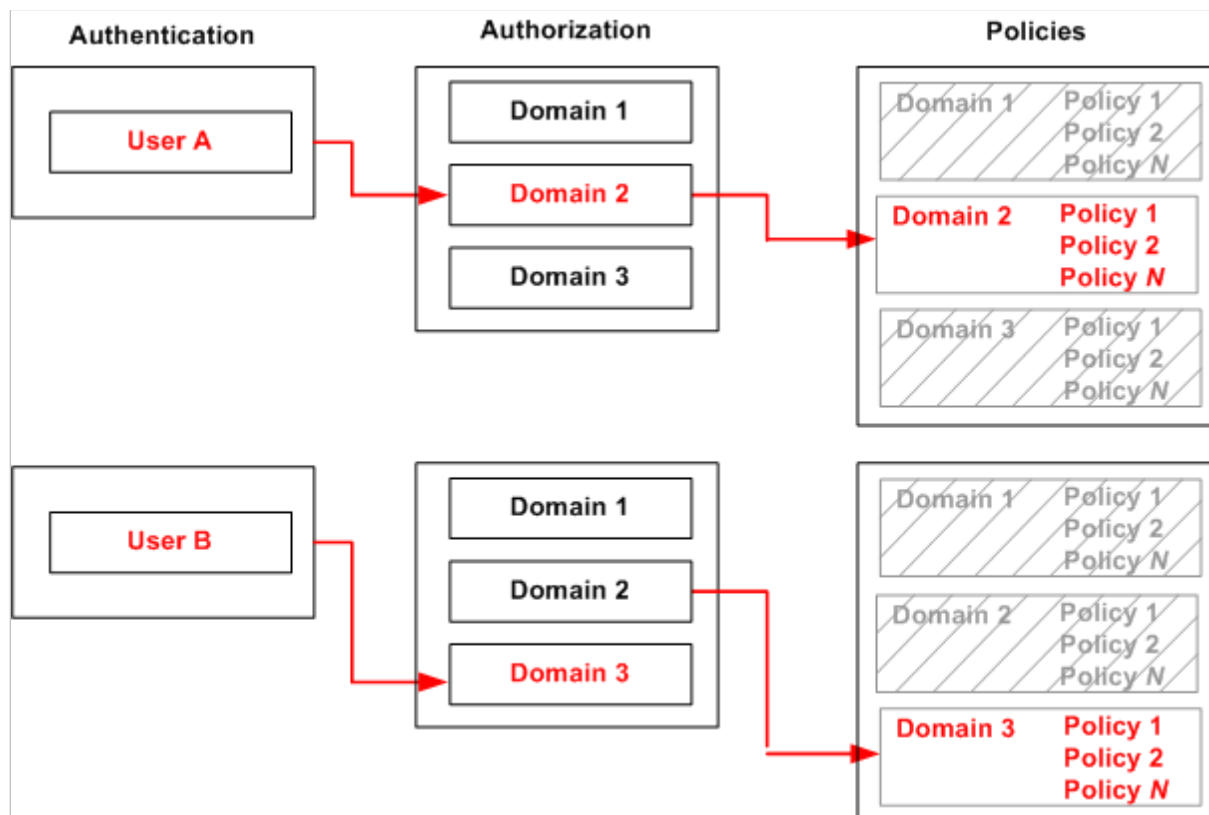 Authentication
Authorization
Policies
User A
Domain 1
Domain 2
Domain 3
Domain 1 Policy 1
Policy 2
Policy N
Domain 2 Policy 1
Policy 2
Policy N
Domain 3 Policy 1
Policy 2
Policy N
User B
Domain 1
Domain 2
Domain 3
Domain 1 Policy 1
Policy 2
Policy N
Domain 2 Policy 1
Policy 2
Policy N
Domain 3 Policy 1
Policy 2
Policy N